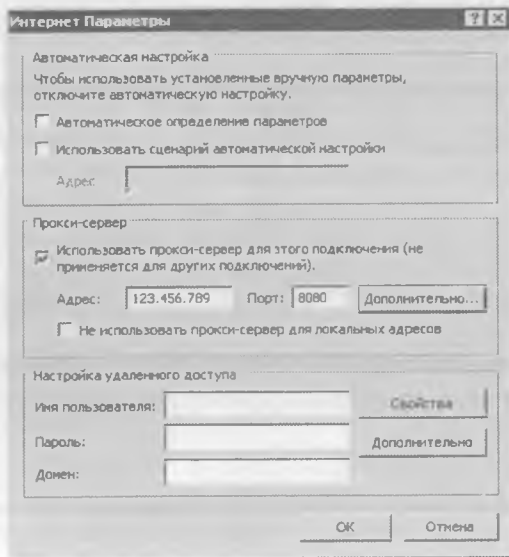 Интернет Параметры
Автоматическая настройка
Чтобы использовать установленные вручную параметры,
отключите автоматическую настройку.
Автоматическое определение параметров
Использовать сценарий автоматической настройки
Адрес
Прокси-сервер
Использовать прокси-сервер для этого подключения (не
применяется для других подключений).
Адрес: 123.456.789 Порт: 8080 Дополнительно...
Не использовать прокси-сервер для локальных адресов
Настройка удаленного доступа
Имя пользователя: Свойства
Пароль: Дополнительно
Домен:
ОК Отмена